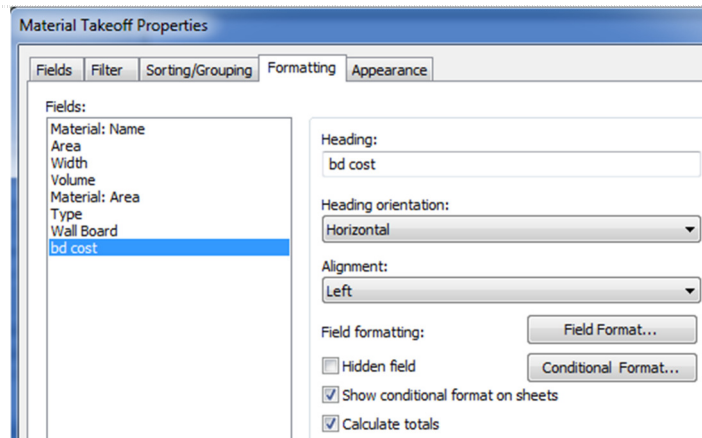 Material Takeoff Properties
Fields Filter Sorting/Grouping Formatting Appearance
Fields:
Material: Name
Area
Width
Volume
Material: Area
Type
Wall Board
bd cost
Heading:
bd cost
Heading orientation:
Horizontal
Alignment:
Left
Field formatting: Field Format...
Hidden field Conditional Format...
Show conditional format on sheets
Calculate totals